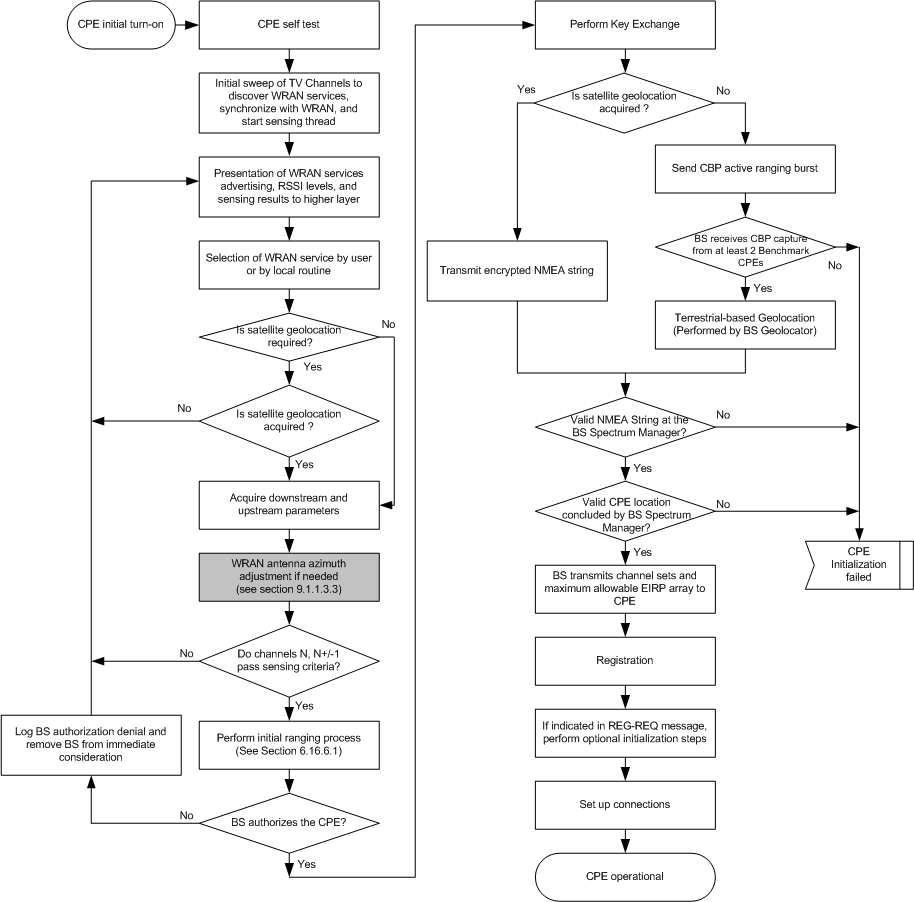 CPE initial turn-on
CPE self test
Initial sweep of TV Channels to
discover WRAN services,
synchronize with WRAN, and
start sensing thread
Presentation of WRAN services
advertising, RSSI levels, and
sensing results to higher layer
Selection of WRAN service by user
or by local routine
Is satellite geolocation
required?
No
Yes
Is satellite geolocation
acquired ?
No
Yes
Acquire downstream and
upstream parameters
WRAN antenna azimuth
adjustment if needed
(see section 9.1.1.3.3)
Do channels N, N+/-1
pass sensing criteria?
No
Yes
Log BS authorization denial and
remove BS from immediate
consideration
Perform initial ranging process
(See Section 6.16.6.1)
BS authorizes the CPE?
No
Yes
Perform Key Exchange
Is satellite geolocation
acquired ?
Yes
No
Send CBP active ranging burst
BS receives CBP capture
from at least 2 Benchmark
CPEs
No
Yes
Transmit encrypted NMEA string
Terrestrial-based Geolocation
(Performed by BS Geolocator)
Valid NMEA String at the
BS Spectrum Manager?
No
Yes
Valid CPE location
concluded by BS Spectrum
Manager?
No
Yes
CPE
Initialization
failed
BS transmits channel sets and
maximum allowable EIRP array to
CPE
Registration
If indicated in REG-REQ message,
perform optional initialization steps
Set up connections
CPE operational